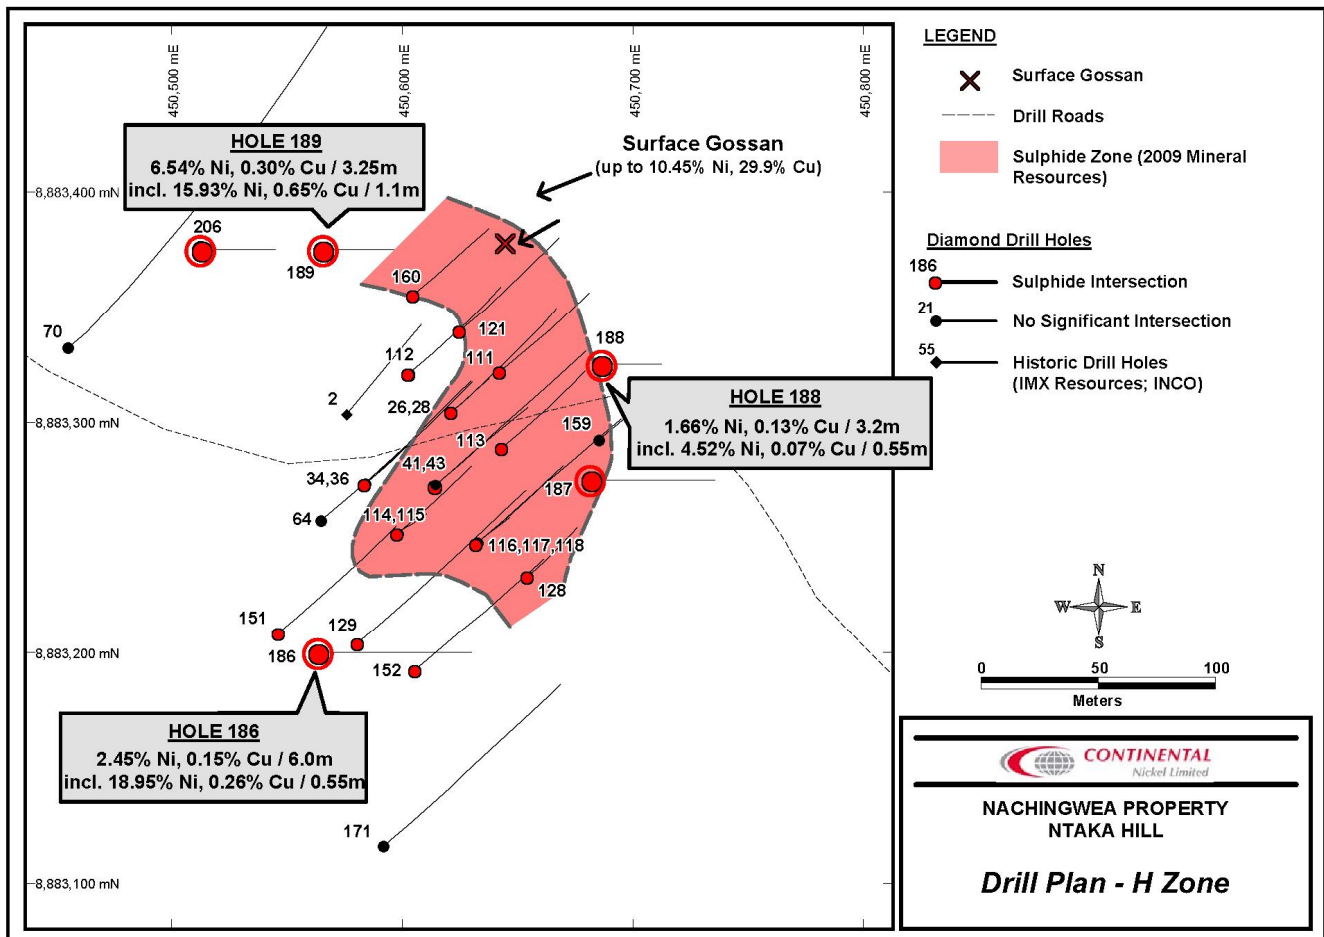 450,500 mE
450,600 mE
450,700 mE
450,800 mE
LEGEND
Surface Gossan
Drill Roads
Sulphide Zone (2009 Mineral
Resources)
Diamond Drill Holes
186
Sulphide Intersection
21
No Significant Intersection
55
Historic Drill Holes
(IMX Resources; INCO)
HOLE 189
6.54% Ni, 0.30% Cu / 3.25m
incl. 15.93% Ni, 0.65% Cu / 1.1m
Surface Gossan
(up to 10.45% Ni, 29.9% Cu)
8,883,400 mN
206
189
160
70
121
188
112
111
2
26,28
HOLE 188
1.66% Ni, 0.13% Cu / 3.2m
incl. 4.52% Ni, 0.07% Cu / 0.55m
8,883,300 mN
159
113
41,43
34,36
187
64
114,115
116,117,118
128
151
129
186
152
8,883,200 mN
HOLE 186
2.45% Ni, 0.15% Cu / 6.0m
incl. 18.95% Ni, 0.26% Cu / 0.55m
171
8,883,100 mN
N
W
E
S
0
50
100
Meters
CONTINENTAL
Nickel Limited
NACHINGWEA PROPERTY
NTAKA HILL
Drill Plan - H Zone